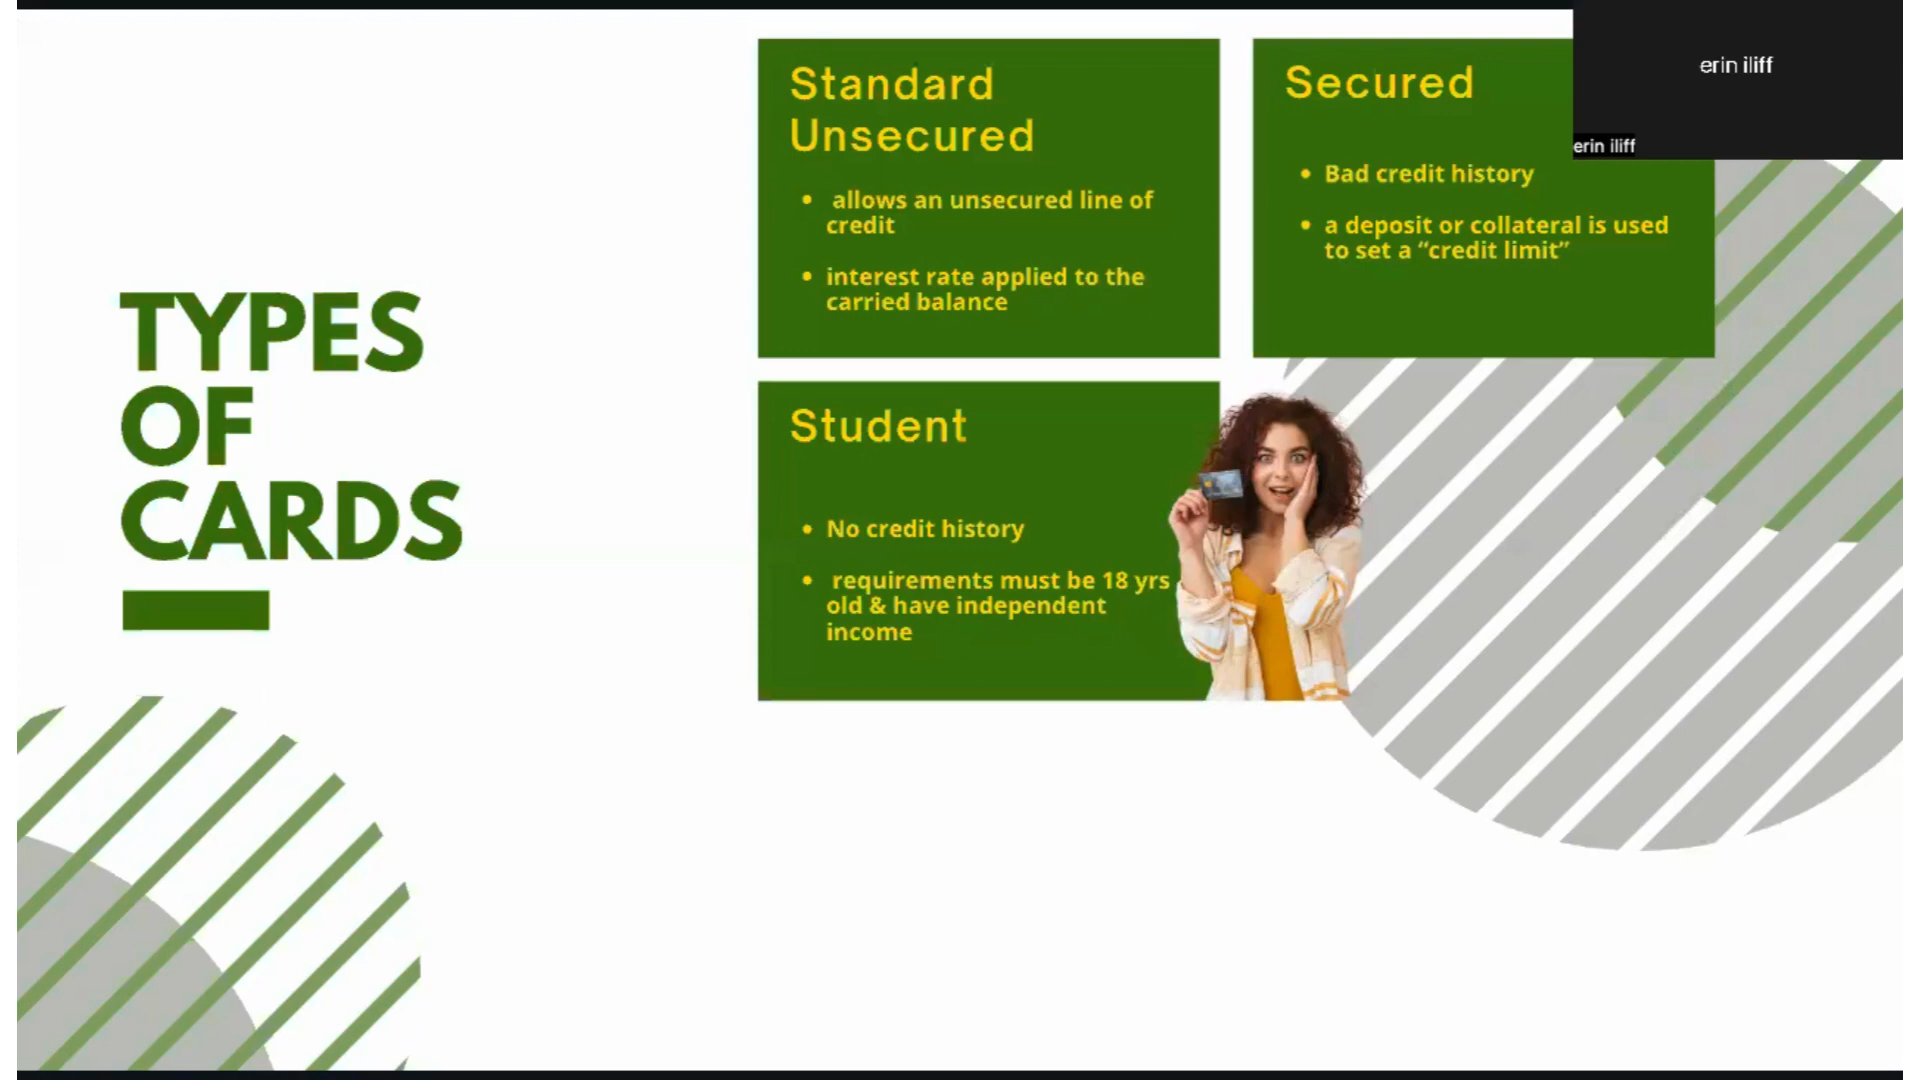 TYPES
OF
CARDS
Standard
Unsecured
• allows an unsecured line of
credit
• interest rate applied to the
carried balance
Secured
• Bad credit history
• a deposit or collateral is used
to set a “credit limit”
Student
• No credit history
• requirements must be 18 yrs
old & have independent
income
erin iliff
erin iliff